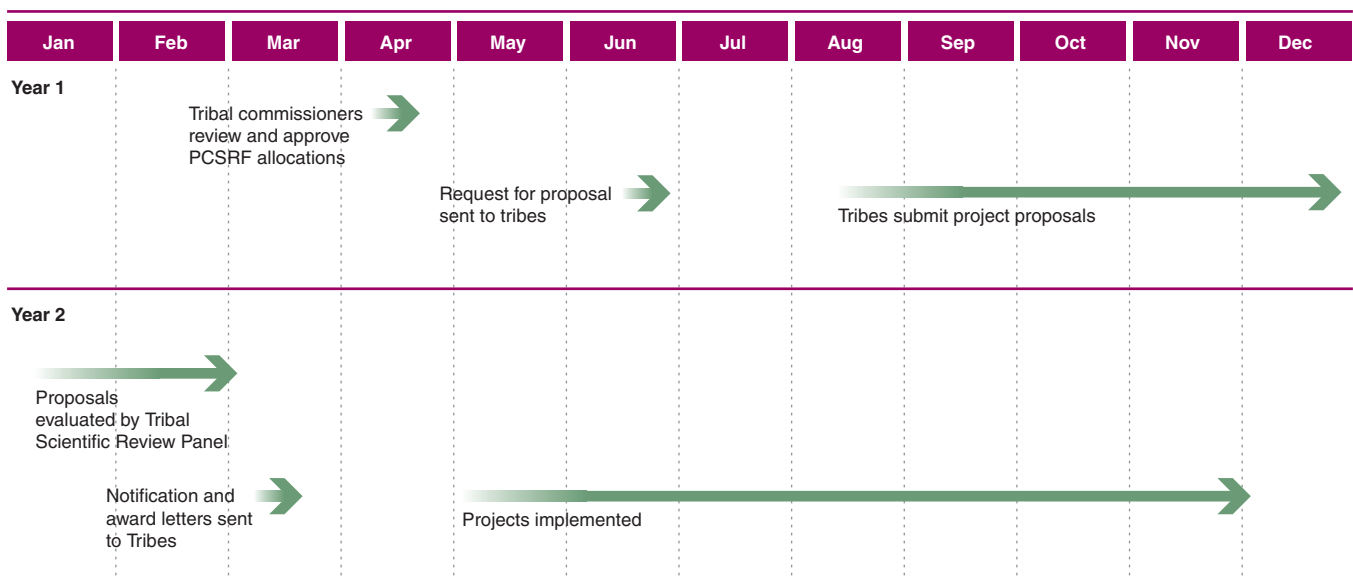 Jan Feb Mar Apr May Jun Jul Aug Sep Oct Nov Dec
Year 1
Tribal commissioners
review and approve
PCSRF allocations
Request for proposal
sent to tribes
Tribes submit project proposals
Year 2
Proposals
evaluated by Tribal
Scientific Review Panel
Notification and
award letters sent
to Tribes
Projects implemented